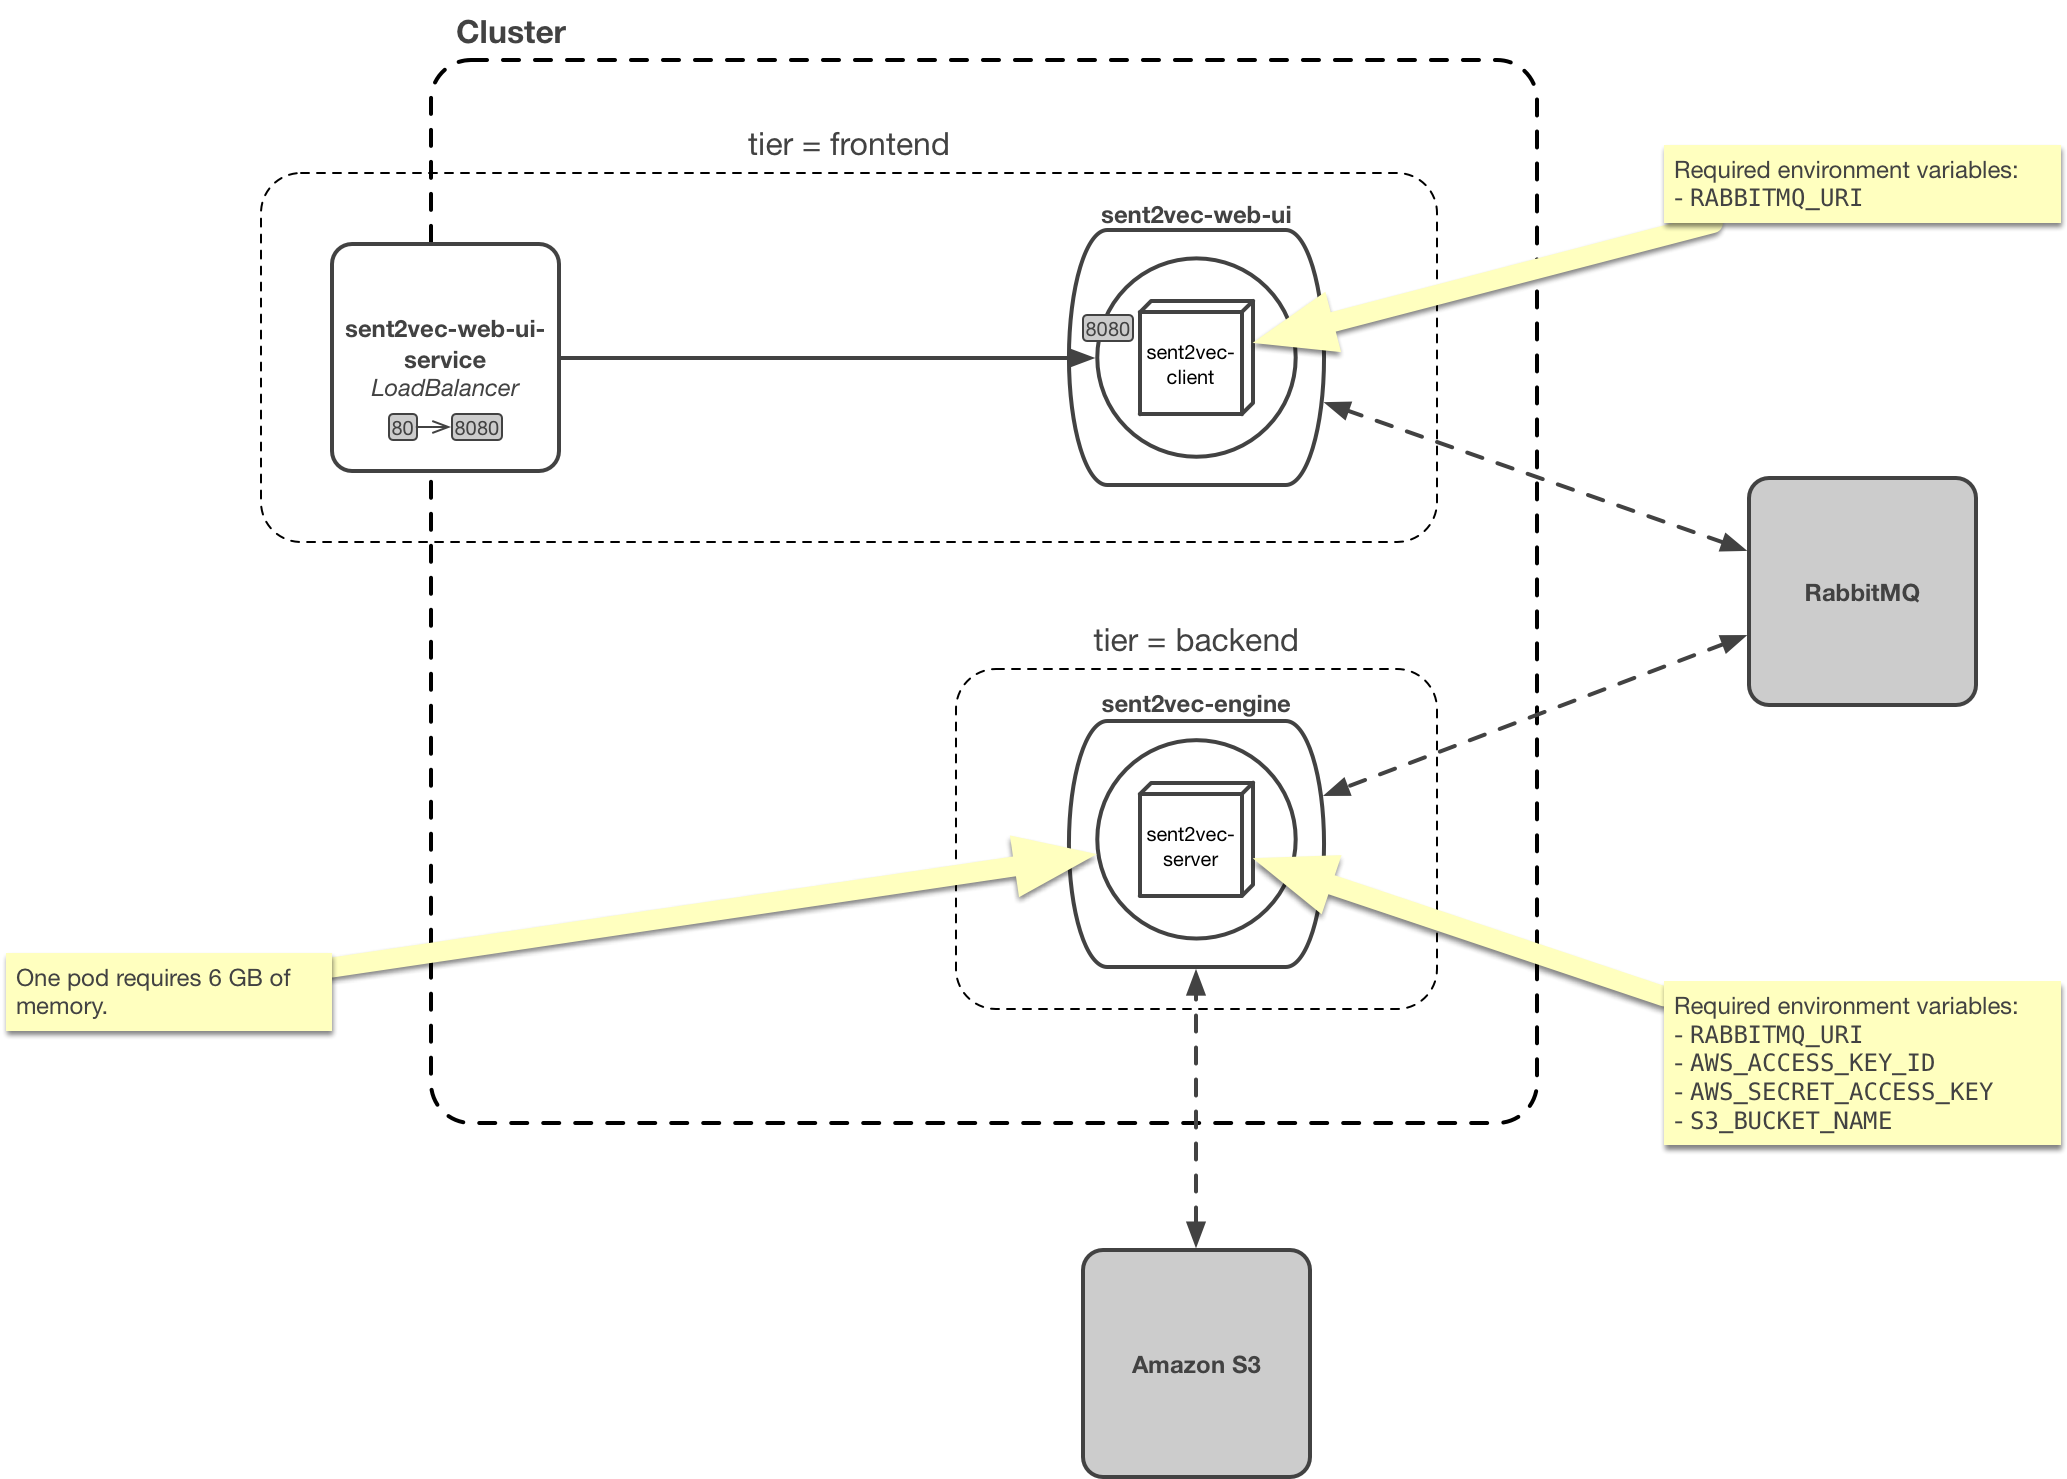 Cluster
tier = frontend
Required environment variables:
- RABBITMQ_URI
sent2vec-web-ui
sent2vec-web-ui-
service
LoadBalancer
80
8080
8080
sent2vec-
client
RabbitMQ
tier = backend
sent2vec-engine
sent2vec-
server
One pod requires 6 GB of
memory.
Required environment variables:
- RABBITMQ_URI
- AWS_ACCESS_KEY_ID
- AWS_SECRET_ACCESS_KEY
- S3_BUCKET_NAME
Amazon S3